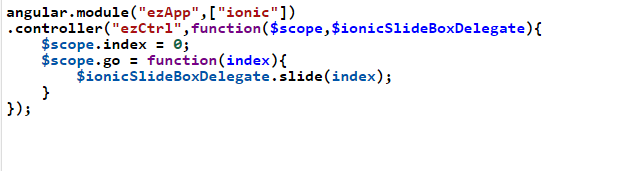 angular.module("ezApp",["ionic"])
.controller("ezCtrl",function($scope,$ionicSlideBoxDelegate){
    $scope.index = 0;
    $scope.go = function(index){
        $ionicSlideBoxDelegate.slide(index);
    }
});